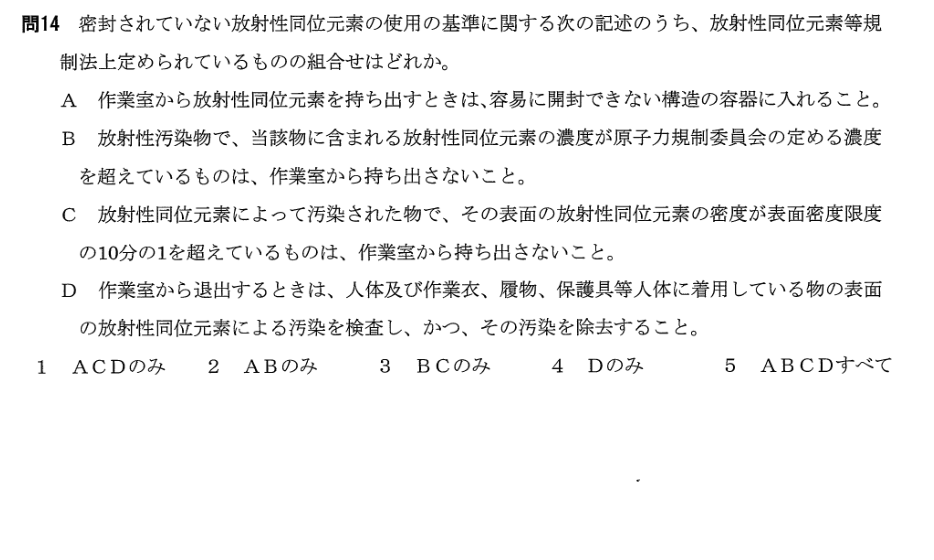 問14 密封されていない放射性同位元素の使用の基準に関する次の記述のうち、放射性同位元素等規
制法上定められているものの組合せはどれか。
A 作業室から放射性同位元素を持ち出すときは、容易に開封できない構造の容器に入れること。
B 放射性汚染物で、当該物に含まれる放射性同位元素の濃度が原子力規制委員会の定める濃度
を超えているものは、作業室から持ち出さないこと。
C 放射性同位元素によって汚染された物で、その表面の放射性同位元素の密度が表面密度限度
の10分の1を超えているものは、作業室から持ち出さないこと。
D 作業室から退出するときは、人体及び作業衣、履物、保護具等人体に着用している物の表面
の放射性同位元素による汚染を検査し、かつ、その汚染を除去すること。
1 ACDのみ 2 ABのみ 3 BCのみ 4 Dのみ 5 ABCDすべて